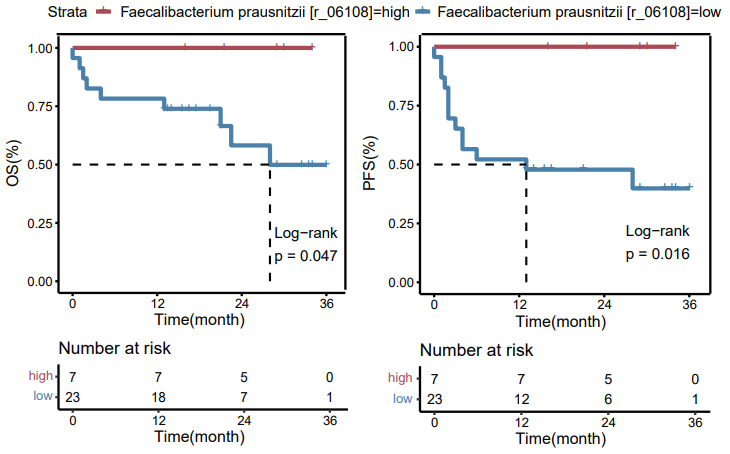 Strata Faecalibacterium prausnitzii [r_06108]=high Faecalibacterium prausnitzii [r_06108]=low
OS(%)
1.00
0.75
0.50
0.25
0.00
Log−rank
p = 0.047
0 12 24 36
Time(month)
PFS(%)
1.00
0.75
0.50
0.25
0.00
Log−rank
p = 0.016
0 12 24 36
Time(month)
Number at risk
high 7 7 5 0
low 23 18 7 1
0 12 24 36
Time(month)
Number at risk
high 7 7 5 0
low 23 12 6 1
0 12 24 36
Time(month)